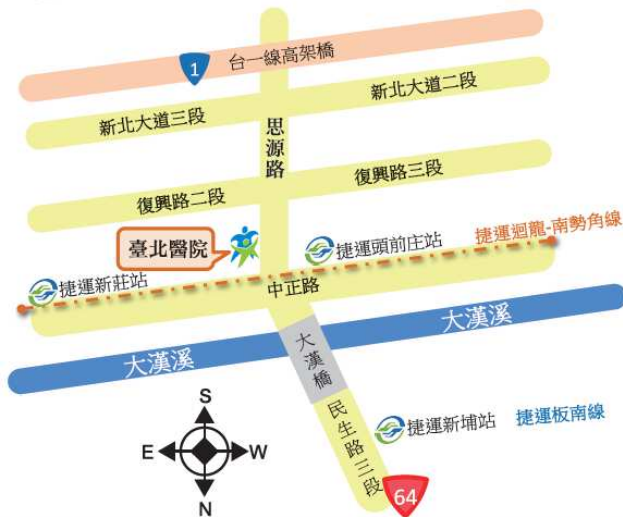 台一線高架橋
1
新北大道三段
新北大道二段
思源路
復興路二段
復興路三段
臺北醫院
捷運頭前庄站
捷運迴龍-南勢角線
捷運新莊站
中正路
大漢溪
大漢溪
大漢橋
民生路三段
捷運新埔站
捷運板南線
64
S
E
W
N